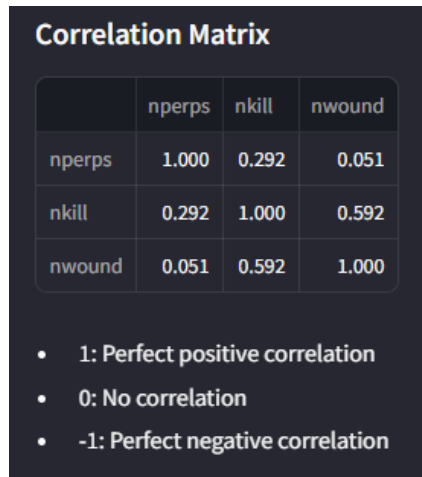 Correlation Matrix
nperps nkill nwound
nperps 1.000 0.292 0.051
nkill 0.292 1.000 0.592
nwound 0.051 0.592 1.000
• 1: Perfect positive correlation
• 0: No correlation
• -1: Perfect negative correlation